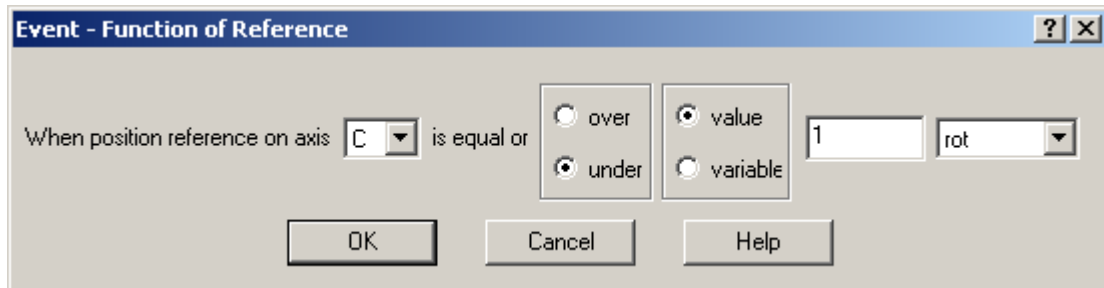 Event - Function of Reference
When position reference on axis C is equal or over value 1 rot
under variable
OK Cancel Help